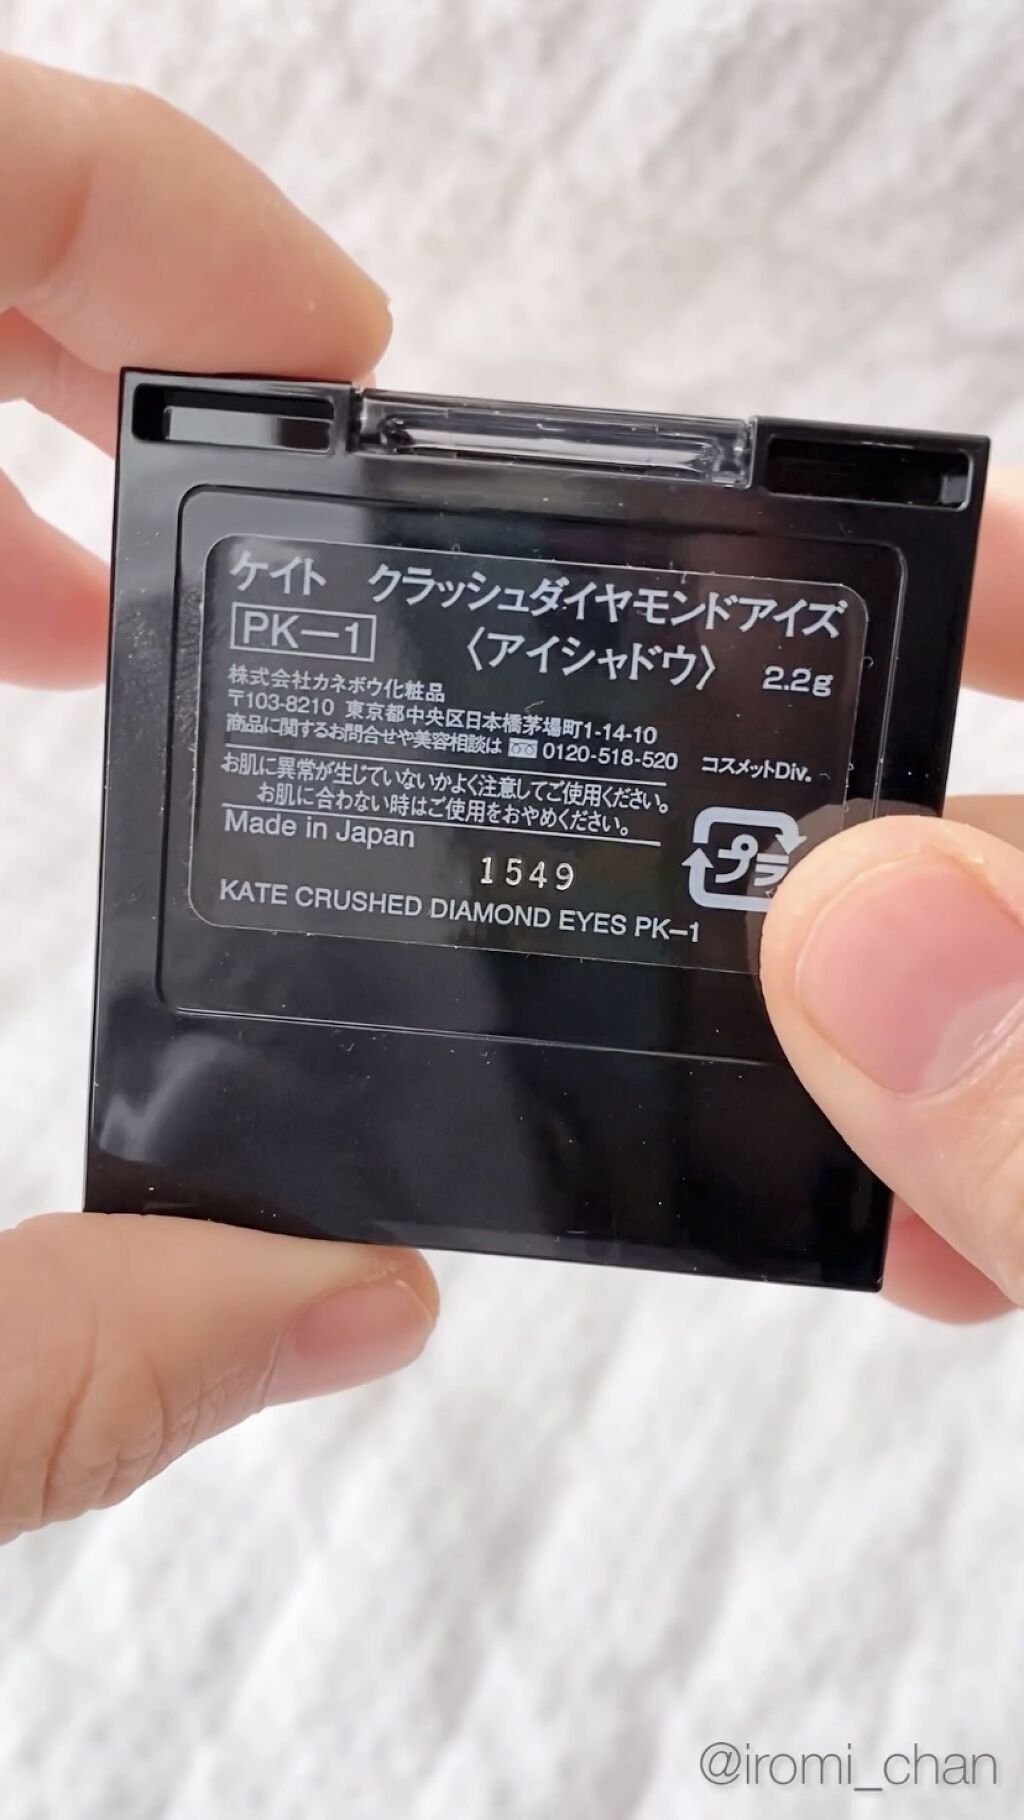 ケイト クラッシュダイヤモンドアイズ
PK-1 〈アイシャドウ〉 2.2g
株式会社カネボウ化粧品
〒103-8210 東京都中央区日本橋茅場町1-14-10
商品に関するお問合せや美容相談は 0120-518-520 コスメットDiv.
お肌に異常が生じていないかよく注意してご使用ください。
お肌に合わない時はご使用をおやめください。
Made in Japan
プラ
1549
KATE CRUSHED DIAMOND EYES PK-1
@iromi_chan